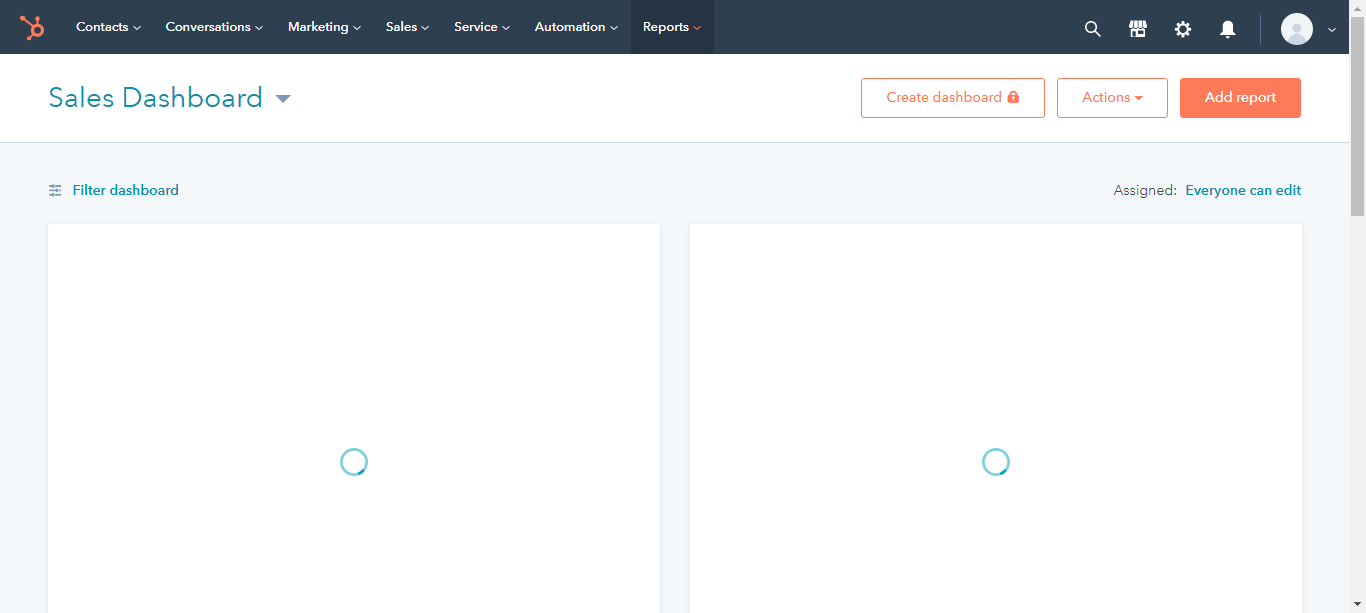 Contacts Conversations Marketing Sales Service Automation Reports
Sales Dashboard
Create dashboard Actions Add report
Filter dashboard
Assigned: Everyone can edit